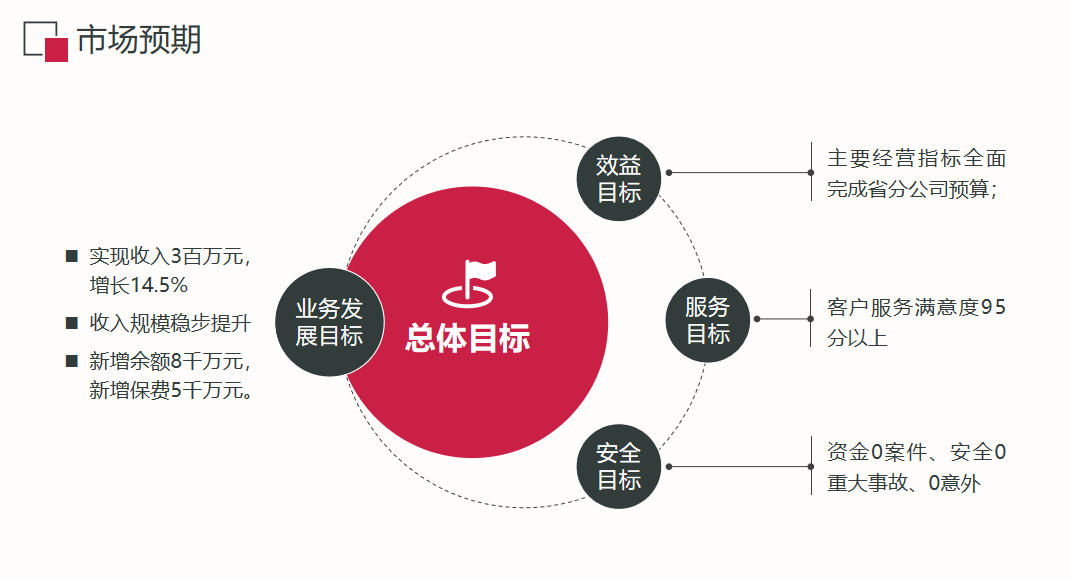 市场预期
实现收入3百万元，
增长14.5%
收入规模稳步提升
新增余额8千万元，
新增保费5千万元。
业务发
展目标
总体目标
效益
目标
主要经营指标全面
完成省分公司预算；
服务
目标
客户服务满意度95
分以上
安全
目标
资金0案件、安全0
重大事故、0意外